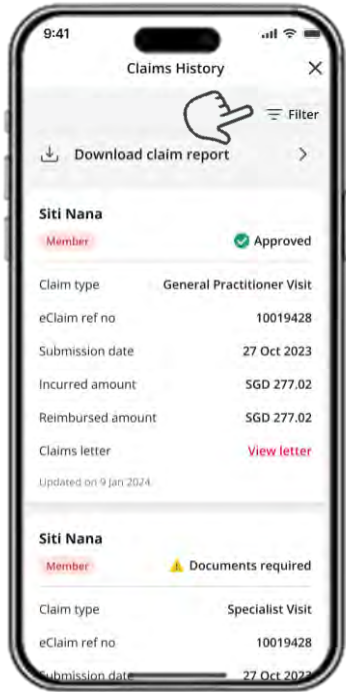 9:41
Claims History
Filter
Download claim report
Siti Nana
Member Approved
Claim type General Practitioner Visit
eClaim ref no 10019428
Submission date 27 Oct 2023
Incurred amount SGD 277.02
Reimbursed amount SGD 277.02
Claims letter View letter
Updated on 9 Jan 2024
Siti Nana
Member Documents required
Claim type Specialist Visit
eClaim ref no 10019428
Submission date 27 Oct 2022